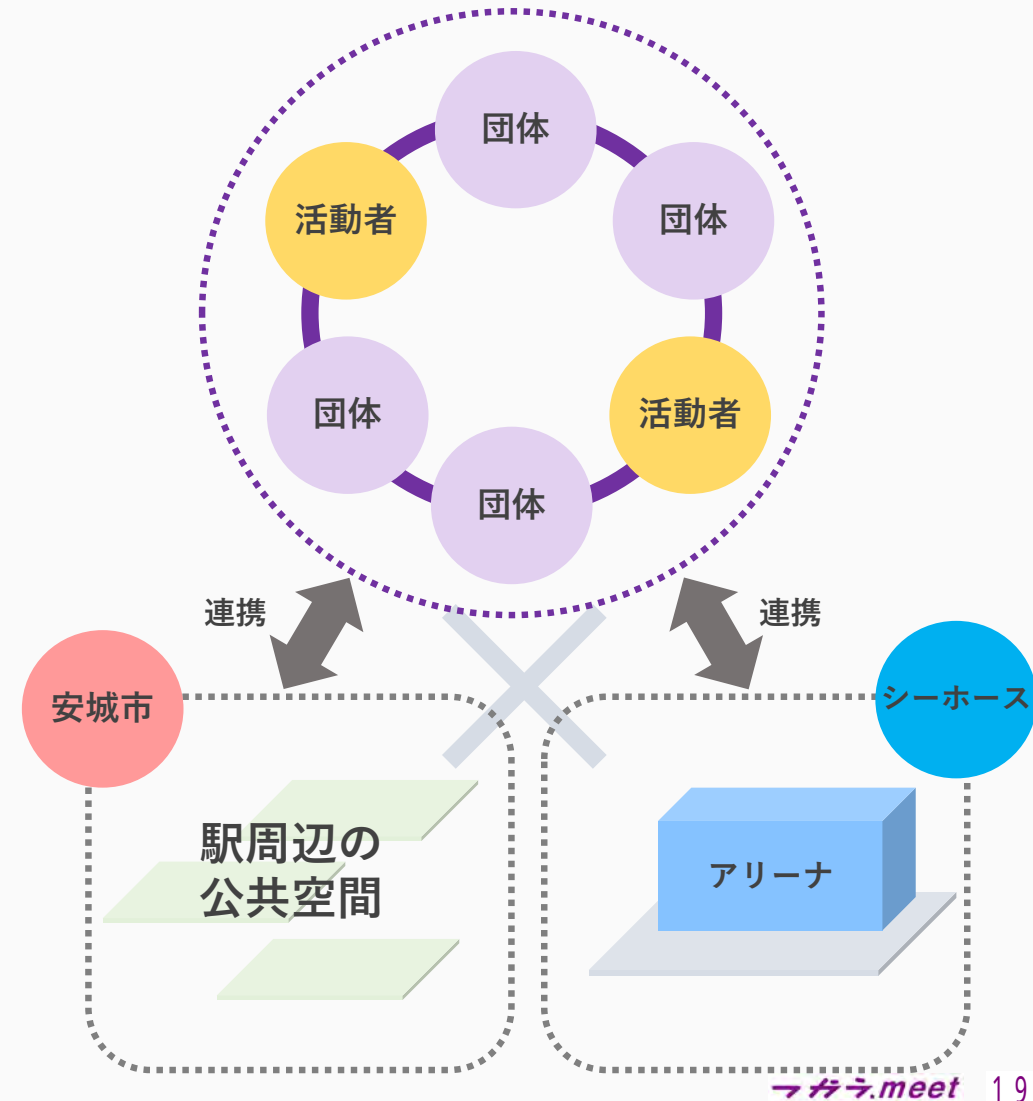 団体
活動者
団体
団体
活動者
団体
連携
連携
安城市
シーホース
駅周辺の
公共空間
アリーナ
.meet
19